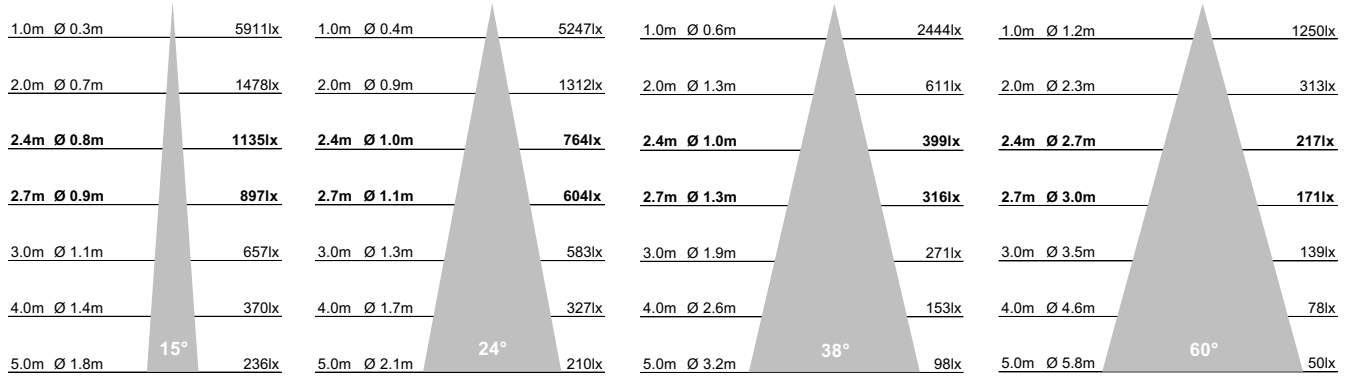 1.0m Ø 0.3m 5911lx
2.0m Ø 0.7m 1478lx
2.4m Ø 0.8m 1135lx
2.7m Ø 0.9m 897lx
3.0m Ø 1.1m 657lx
4.0m Ø 1.4m 370lx
5.0m Ø 1.8m 15° 236lx
1.0m Ø 0.4m 5247lx
2.0m Ø 0.9m 1312lx
2.4m Ø 1.0m 764lx
2.7m Ø 1.1m 604lx
3.0m Ø 1.3m 583lx
4.0m Ø 1.7m 327lx
5.0m Ø 2.1m 24° 210lx
1.0m Ø 0.6m 2444lx
2.0m Ø 1.3m 611lx
2.4m Ø 1.0m 399lx
2.7m Ø 1.3m 316lx
3.0m Ø 1.9m 271lx
4.0m Ø 2.6m 153lx
5.0m Ø 3.2m 38° 98lx
1.0m Ø 1.2m 1250lx
2.0m Ø 2.3m 313lx
2.4m Ø 2.7m 217lx
2.7m Ø 3.0m 171lx
3.0m Ø 3.5m 139lx
4.0m Ø 4.6m 78lx
5.0m Ø 5.8m 60° 50lx